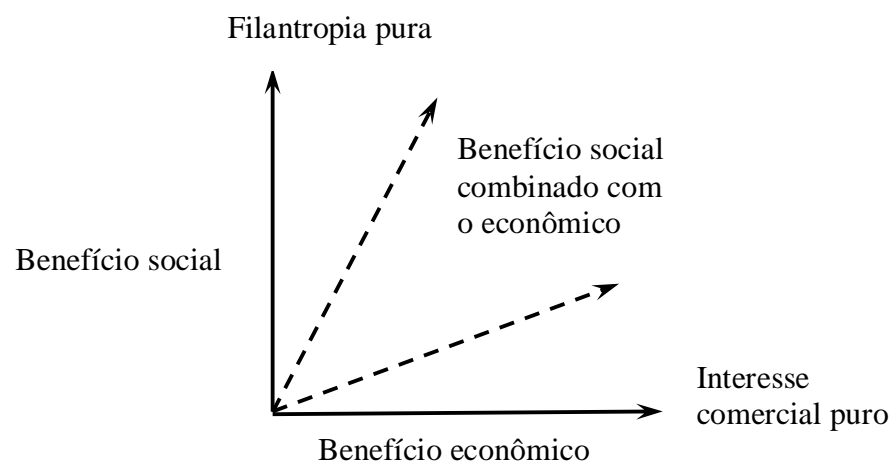 Filantropia pura
Benefício social
combinado com
o econômico
Benefício social
Interesse
comercial puro
Benefício econômico